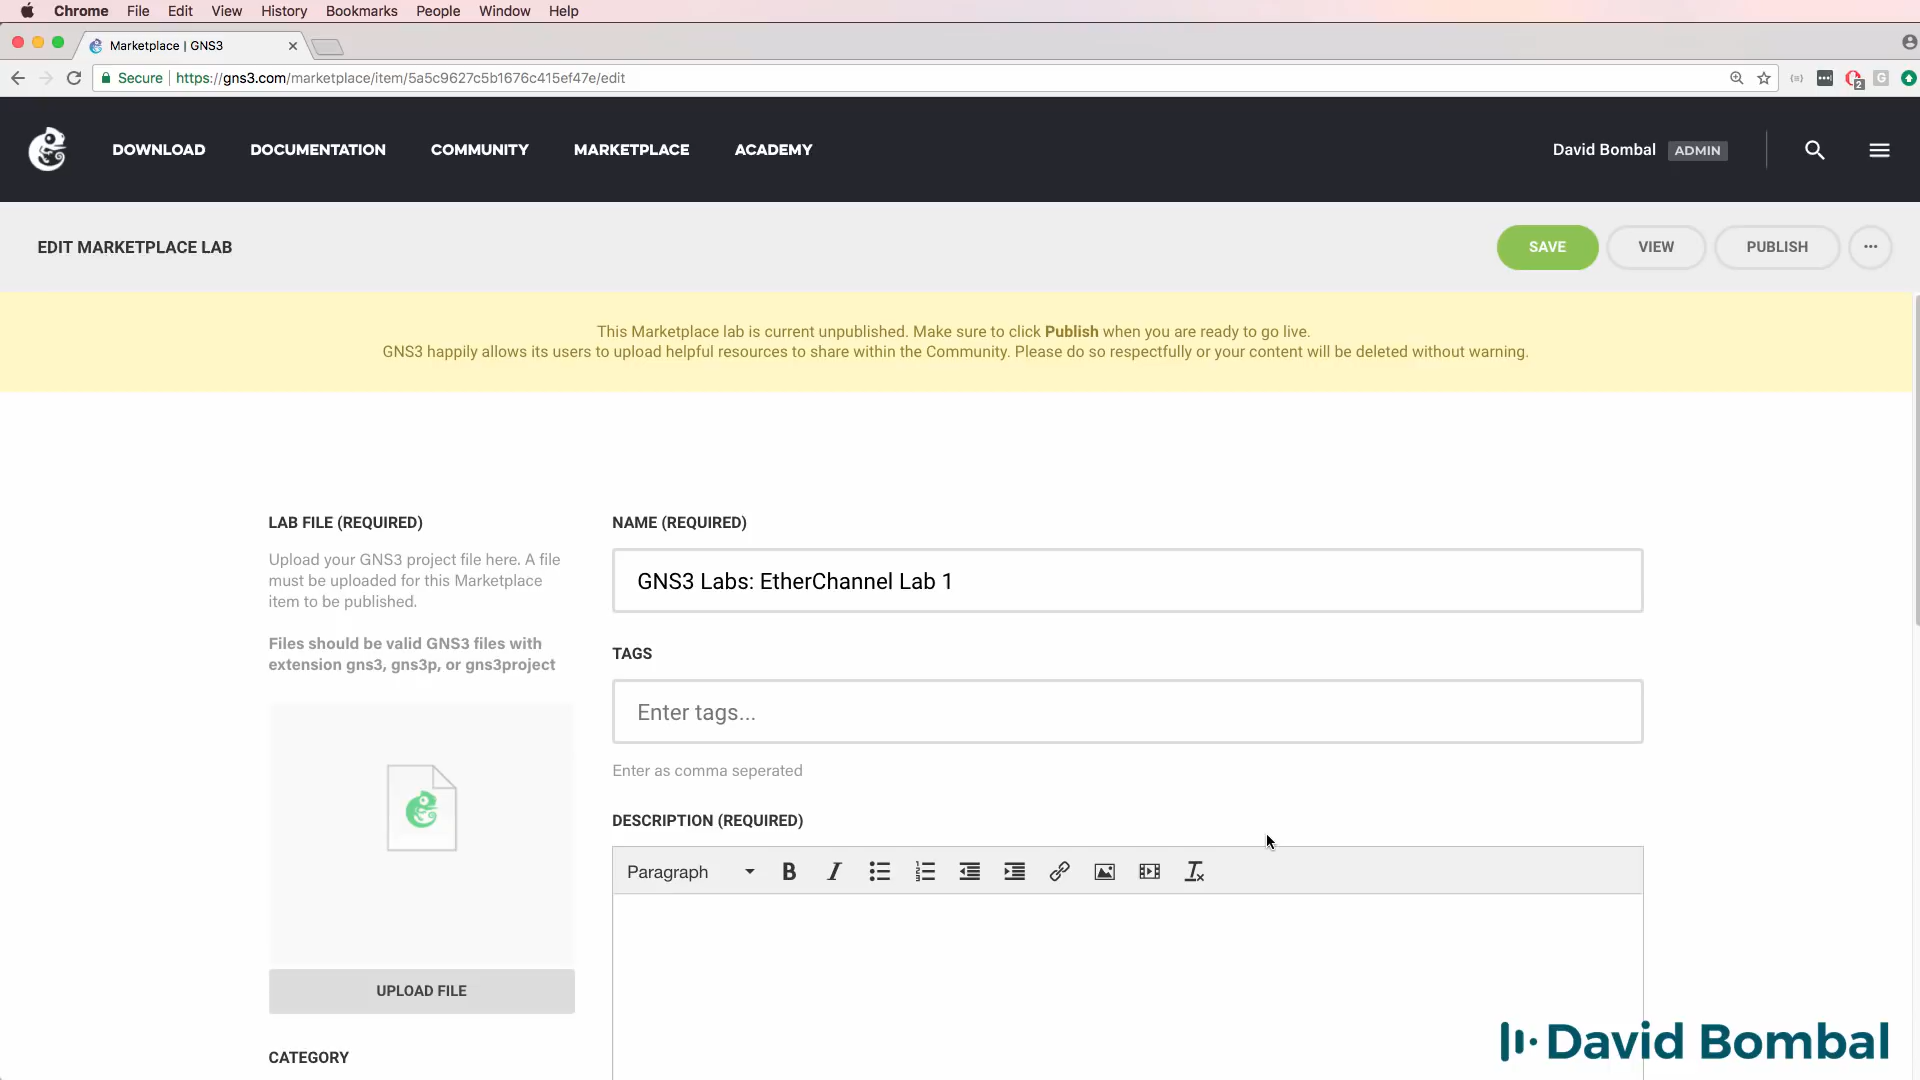 Chrome File Edit View History Bookmarks People Window Help
Marketplace | GNS3
Secure https://gns3.com/marketplace/item/5a5c9627c5b1676c415ef47e/edit
2
G
DOWNLOAD DOCUMENTATION COMMUNITY MARKETPLACE ACADEMY David Bombal ADMIN
EDIT MARKETPLACE LAB SAVE VIEW PUBLISH ...
This Marketplace lab is current unpublished. Make sure to click Publish when you are ready to go live.
GNS3 happily allows its users to upload helpful resources to share within the Community. Please do so respectfully or your content will be deleted without warning.
LAB FILE (REQUIRED)
Upload your GNS3 project file here. A file
must be uploaded for this Marketplace
item to be published.
Files should be valid GNS3 files with
extension gns3, gns3p, or gns3project
UPLOAD FILE
CATEGORY
NAME (REQUIRED)
GNS3 Labs: EtherChannel Lab 1
TAGS
Enter tags...
Enter as comma seperated
DESCRIPTION (REQUIRED)
Paragraph B I
David Bombal